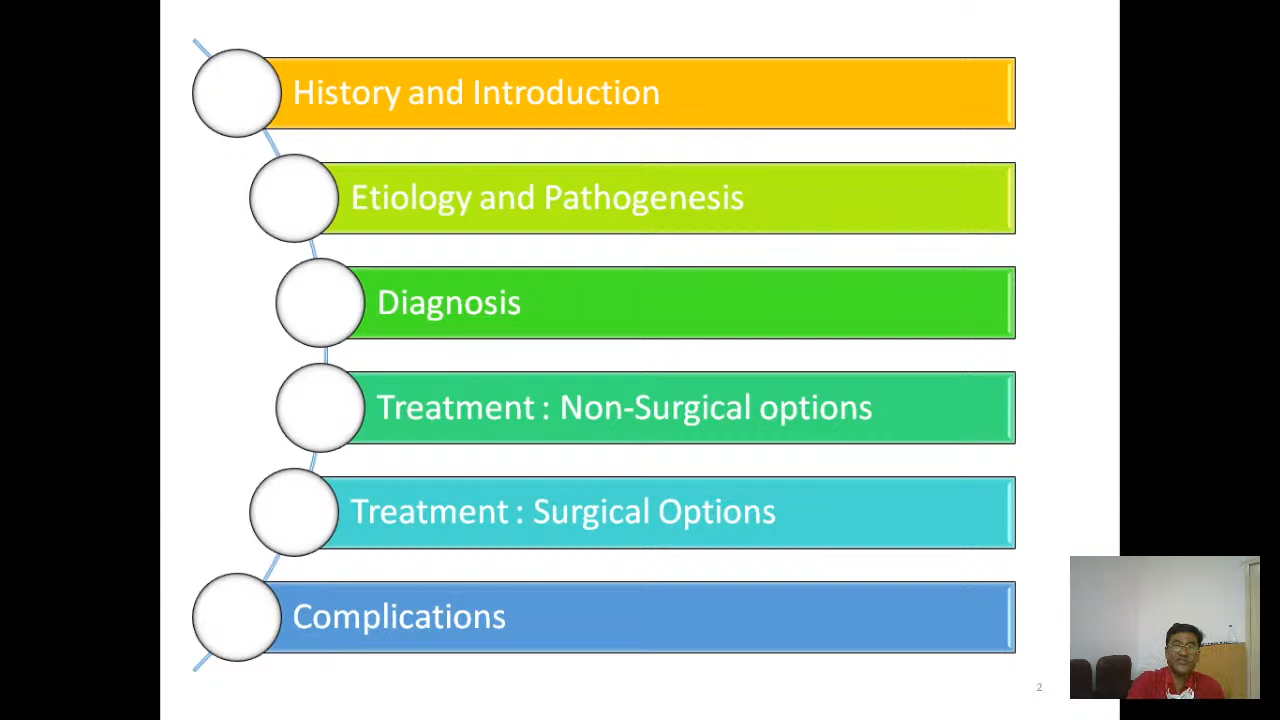 History and Introduction
Etiology and Pathogenesis
Diagnosis
Treatment : Non-Surgical options
Treatment : Surgical Options
Complications
2